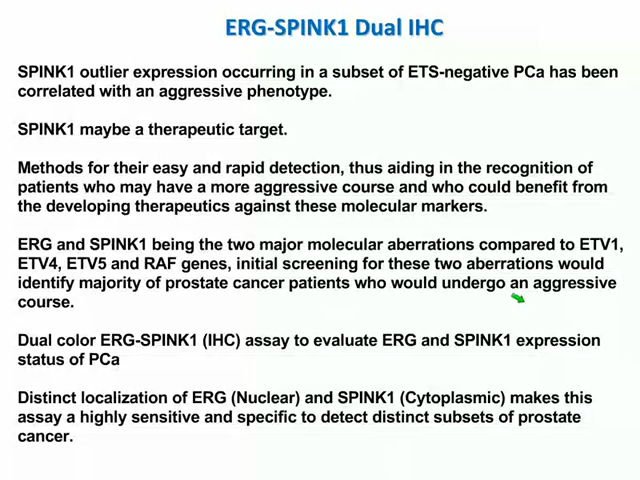 ERG-SPINK1 Dual IHC
SPINK1 outlier expression occurring in a subset of ETS-negative PCa has been
correlated with an aggressive phenotype.
SPINK1 maybe a therapeutic target.
Methods for their easy and rapid detection, thus aiding in the recognition of
patients who may have a more aggressive course and who could benefit from
the developing therapeutics against these molecular markers.
ERG and SPINK1 being the two major molecular aberrations compared to ETV1,
ETV4, ETV5 and RAF genes, initial screening for these two aberrations would
identify majority of prostate cancer patients who would undergo an aggressive
course.
Dual color ERG-SPINK1 (IHC) assay to evaluate ERG and SPINK1 expression
status of PCa
Distinct localization of ERG (Nuclear) and SPINK1 (Cytoplasmic) makes this
assay a highly sensitive and specific to detect distinct subsets of prostate
cancer.